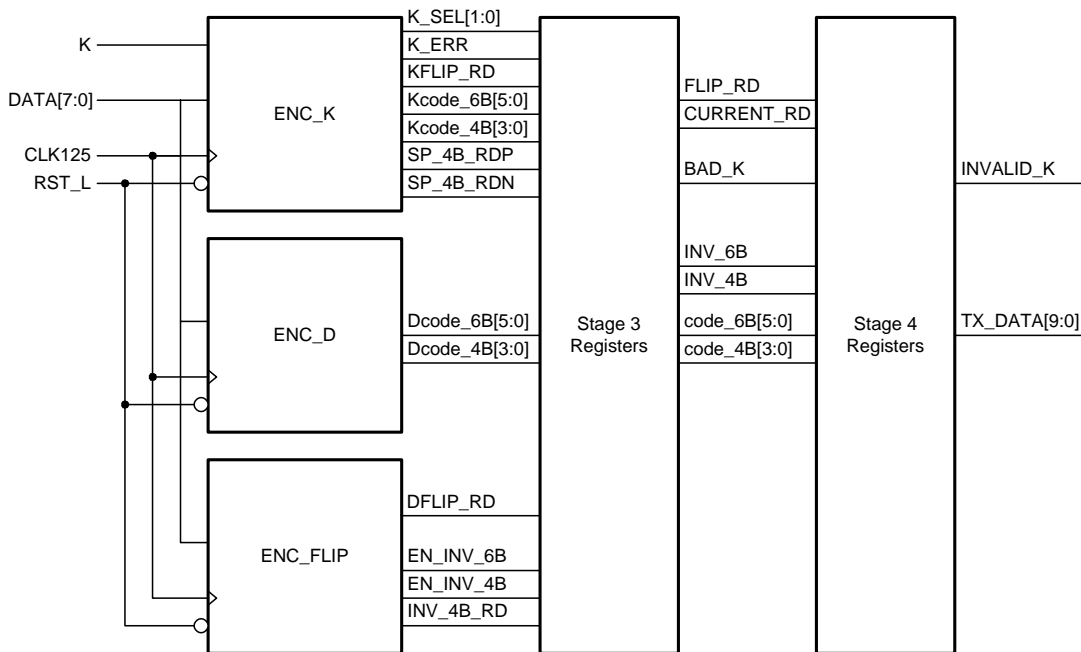 K
DATA[7:0]
CLK125
RST_L
ENC_K
K_SEL[1:0]
K_ERR
KFLIP_RD
Kcode_6B[5:0]
Kcode_4B[3:0]
SP_4B_RDP
SP_4B_RDN
ENC_D
Dcode_6B[5:0]
Dcode_4B[3:0]
ENC_FLIP
DFLIP_RD
EN_INV_6B
EN_INV_4B
INV_4B_RD
Stage 3
Registers
FLIP_RD
CURRENT_RD
BAD_K
INV_6B
INV_4B
code_6B[5:0]
code_4B[3:0]
Stage 4
Registers
INVALID_K
TX_DATA[9:0]